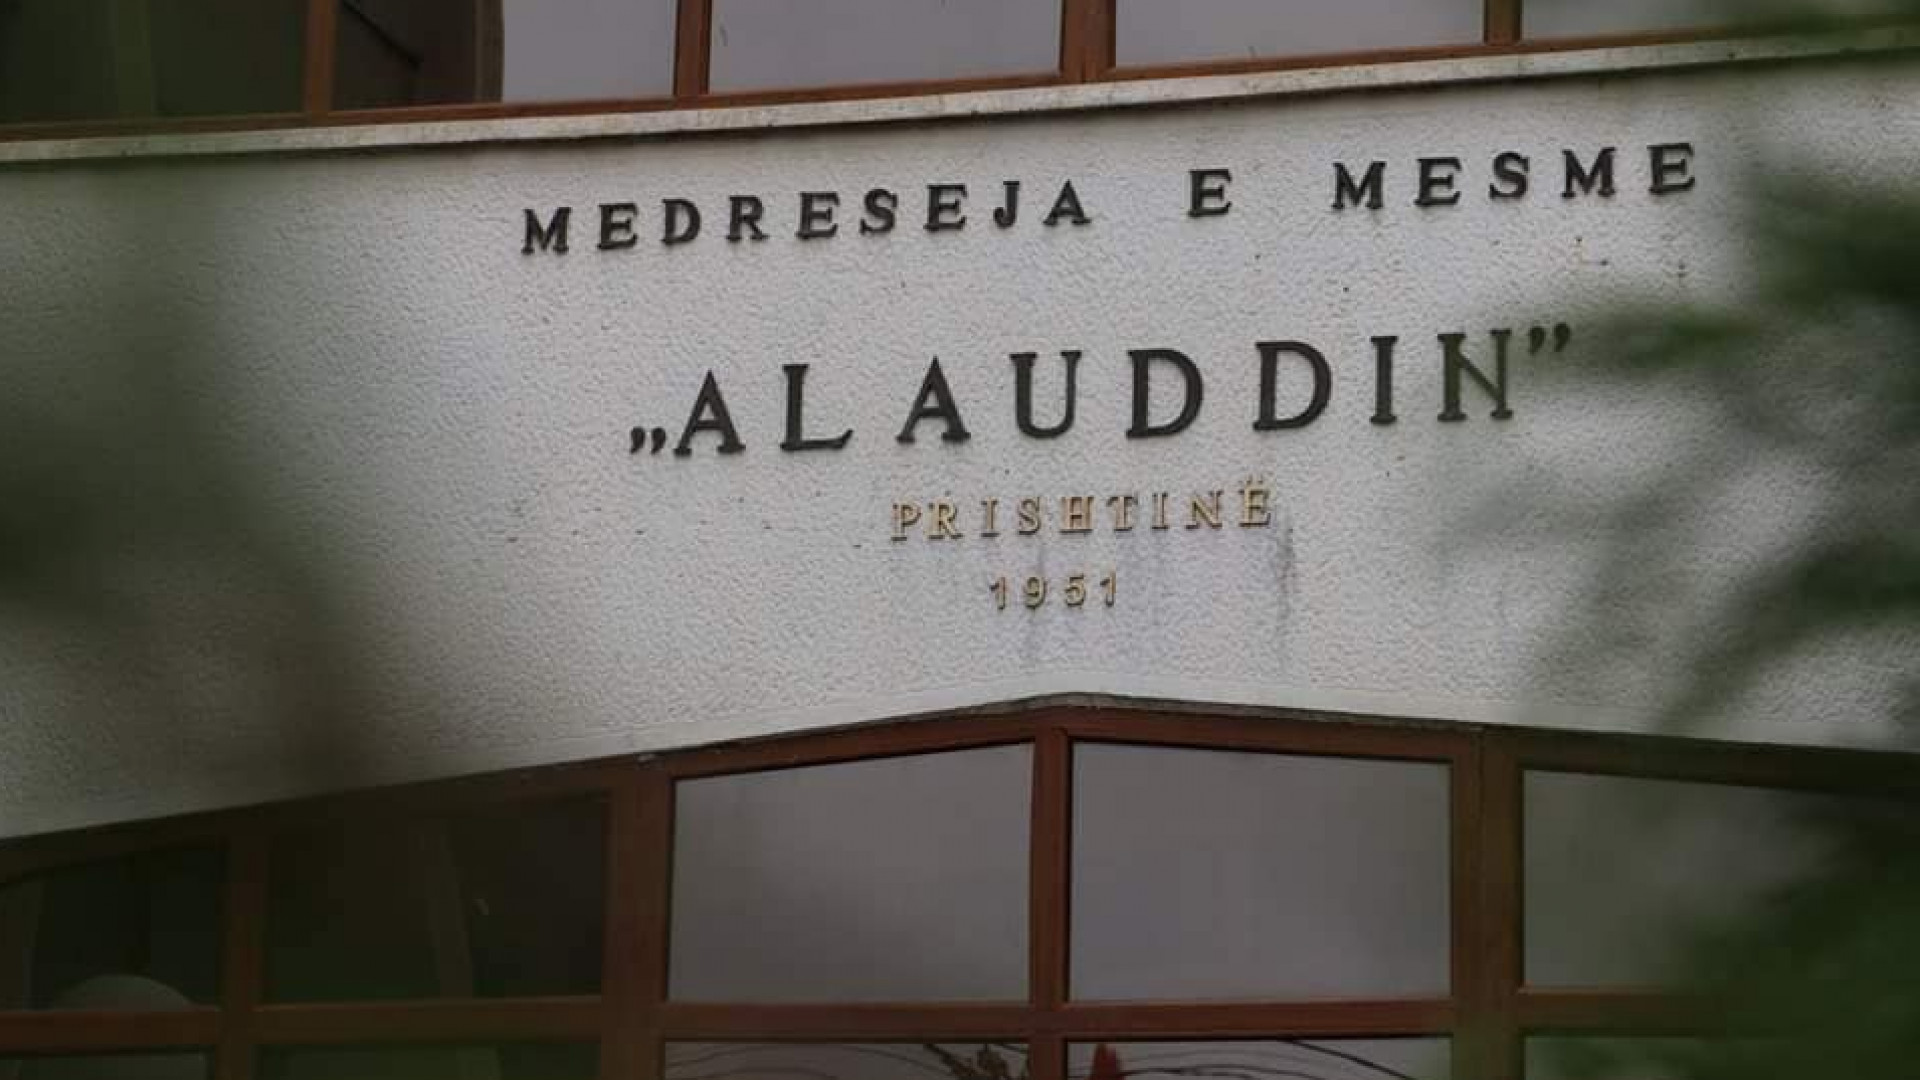 MEDRESEJA E MESME
„ALAUDDIN”
PRISHTINË
1951